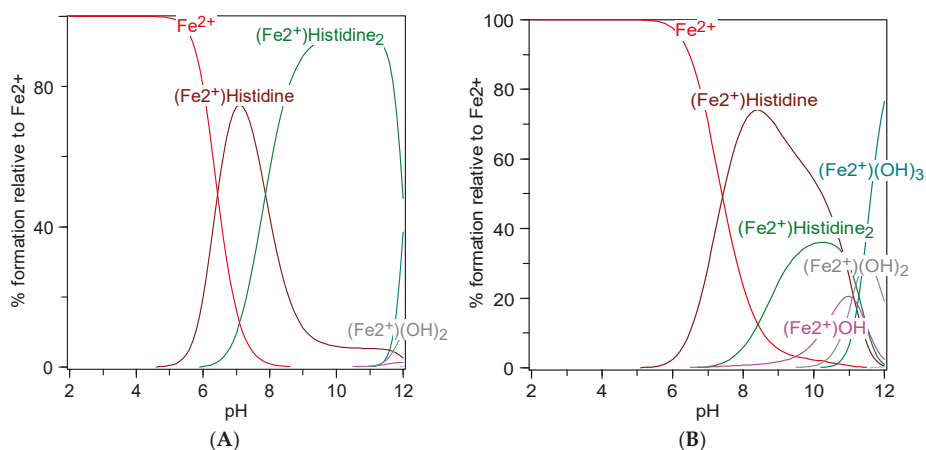 % formation relative to Fe2+
80
40
0
2
4
6
8
10
12
pH
Fe²⁺
(Fe2⁺)Histidine₂
(Fe2⁺)Histidine
(Fe2⁺)(OH)₂
(A)
% formation relative to Fe2+
100
80
60
40
20
0
2
4
6
8
10
12
pH
Fe²⁺
(Fe2⁺)Histidine
(Fe2⁺)(OH)₃
(Fe2⁺)Histidine₂
(Fe2⁺)(OH)₂
(Fe2⁺)OH
(B)